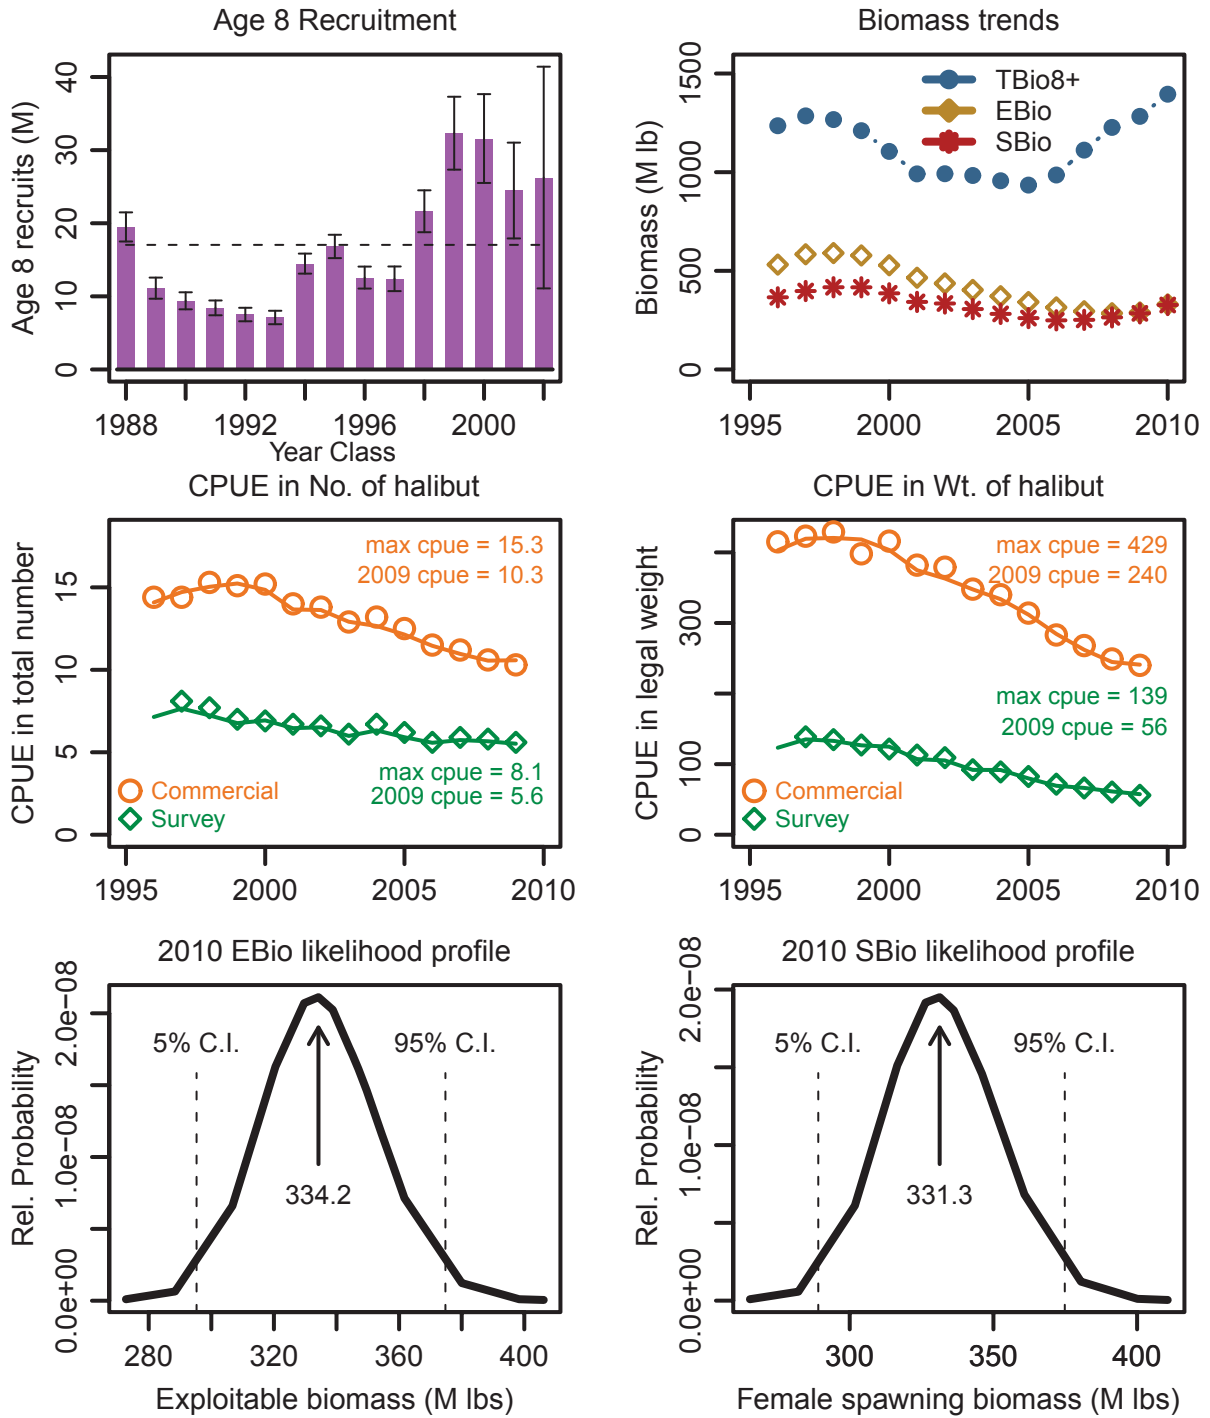 Age 8 Recruitment
Age 8 recruits (M)
40
30
20
10
0
1988
1992
1996
2000
Year Class
Biomass trends
Biomass (M lb)
1500
1000
500
0
TBio8+
EBio
SBio
1995
2000
2005
2010
CPUE in No. of halibut
CPUE in total number
15
10
5
0
max cpue = 15.3
2009 cpue = 10.3
max cpue = 8.1
2009 cpue = 5.6
Commercial
Survey
1995
2000
2005
2010
CPUE in Wt. of halibut
CPUE in legal weight
300
100
0
max cpue = 429
2009 cpue = 240
max cpue = 139
2009 cpue = 56
Commercial
Survey
1995
2000
2005
2010
2010 EBio likelihood profile
Rel. Probability
2.0e−08
1.0e−08
0.0e+00
5% C.I.
95% C.I.
334.2
280
320
360
400
Exploitable biomass (M lbs)
2010 SBio likelihood profile
Rel. Probability
2.0e−08
1.0e−08
0.0e+00
5% C.I.
95% C.I.
331.3
300
350
400
Female spawning biomass (M lbs)